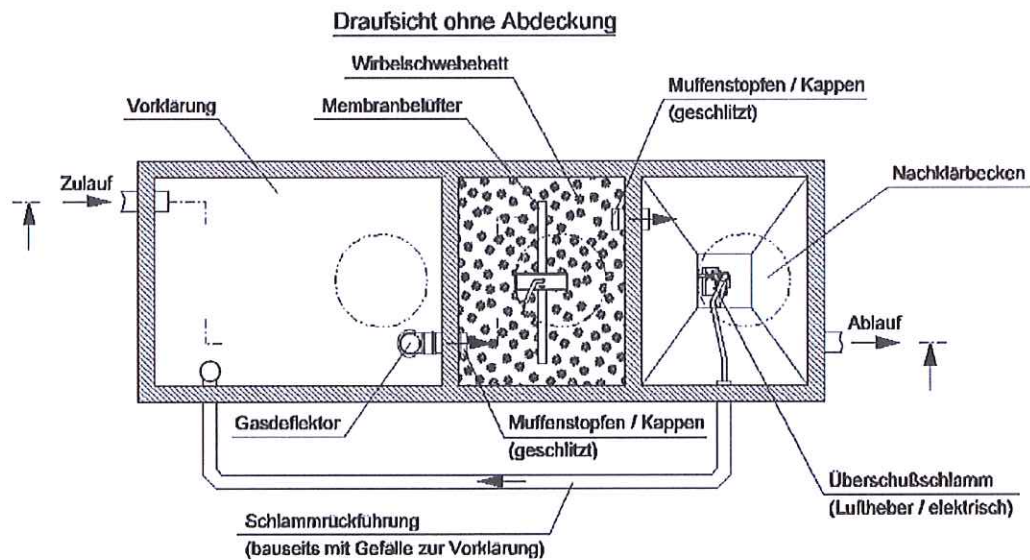 Draufsicht ohne Abdeckung
Wirbelschwebebett
Muffenstopfen / Kappen
(geschlitzt)
Vorklärung
Membranbelüfter
Zulauf
Nachklärbecken
Ablauf
Gasdeflektor
Muffenstopfen / Kappen
(geschlitzt)
Überschußschlamm
(Luftheber / elektrisch)
Schlammrückführung
(bauseits mit Gefälle zur Vorklärung)